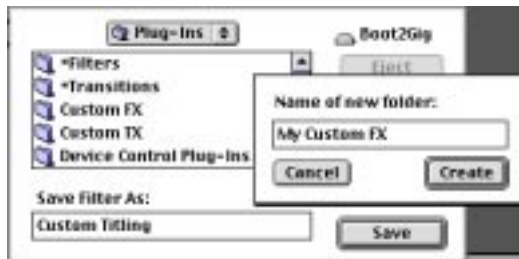 Plug-Ins
Boot2Gig
*Filters
Eject
*Transitions
Custom FX
Custom TX
Device Control Plug-Ins
Name of new folder:
My Custom FX
Cancel
Create
Save Filter As:
Custom Titling
Save